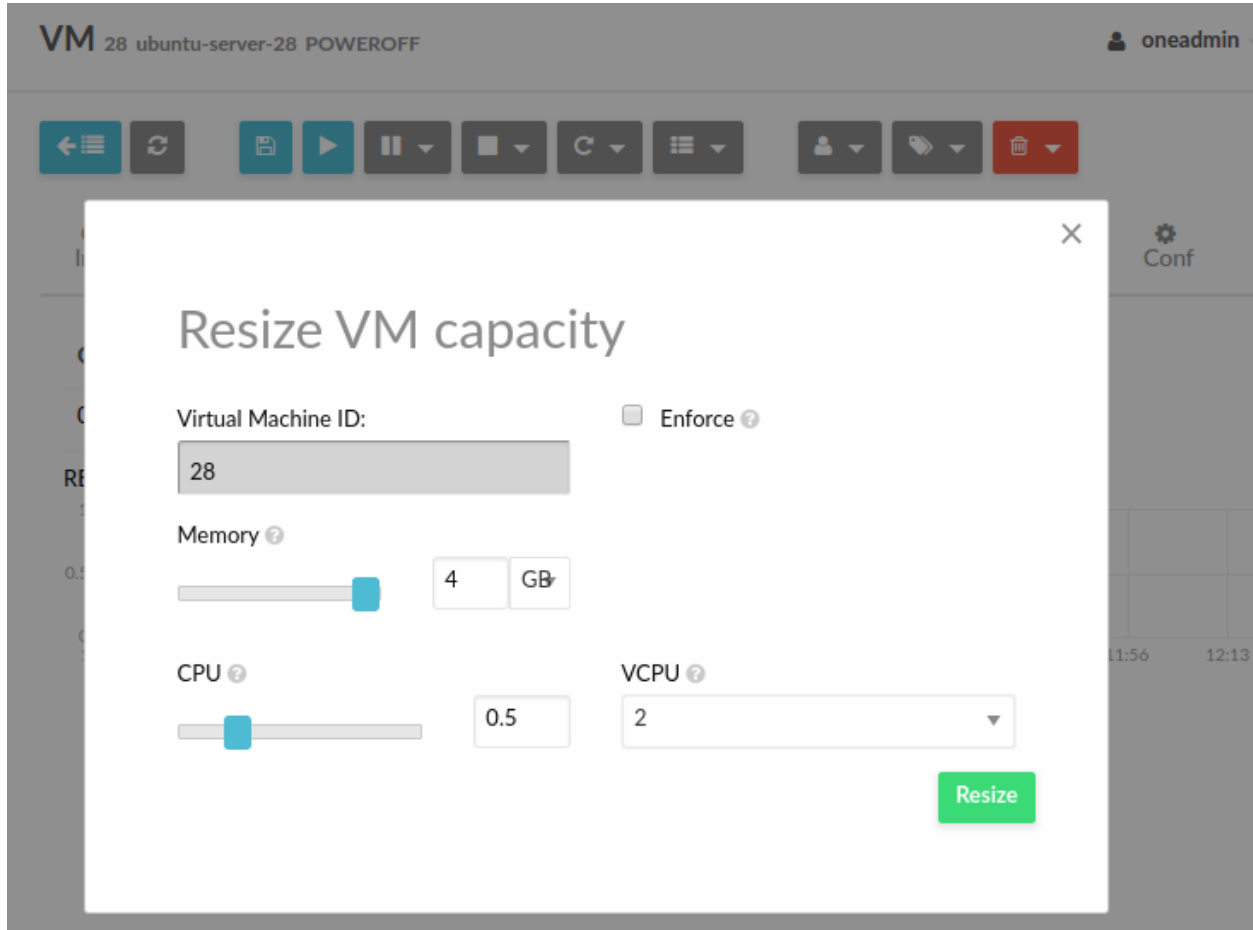 VM 28 ubuntu-server-28 POWEROFF
oneadmin
Conf
Resize VM capacity
Virtual Machine ID:
Enforce
28
Memory
4 GB
CPU
VCPU
0.5
2
Resize
11:56 12:13